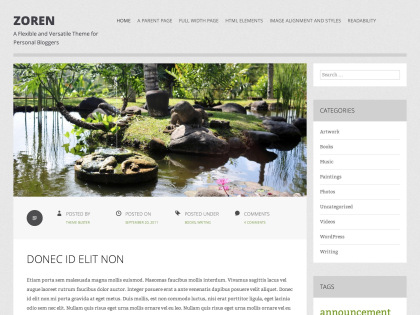 ZOREN
A Flexible and Versatile Theme for
Personal Bloggers
HOME A PARENT PAGE FULL WIDTH PAGE HTML ELEMENTS IMAGE ALIGNMENT AND STYLES READABILITY
Search ...
CATEGORIES
Artwork
Books
Music
Paintings
Photos
Uncategorized
Videos
WordPress
Writing
TAGS
announcement
POSTED BY
THEME BUSTER
POSTED ON
SEPTEMBER 20, 2011
POSTED UNDER
BOOKS, WRITING
COMMENTS
4 COMMENTS
DONEC ID ELIT NON
Etiam porta sem malesuada magna mollis euismod. Maecenas faucibus mollis interdum. Vivamus sagittis lacus vel
augue laoreet rutrum faucibus dolor auctor. Integer posuere erat a ante venenatis dapibus posuere velit aliquet. Donec
id elit non mi porta gravida at eget metus. Duis mollis, est non commodo luctus, nisi erat porttitor ligula, eget lacinia
odio sem nec elit. Nullam quis risus eget urna mollis ornare vel eu leo. Nullam quis risus eget urna mollis ornare vel